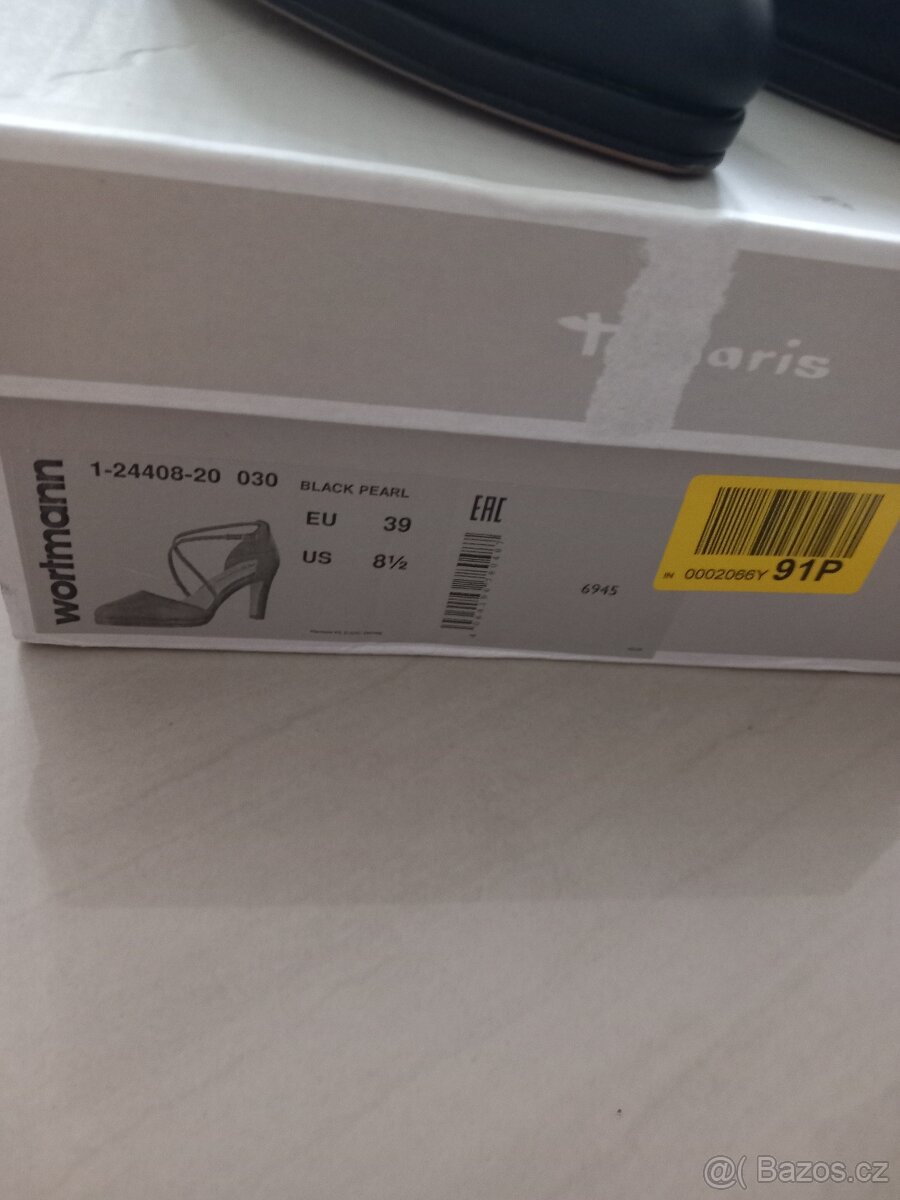 aris
wortmann
1-24408-20 030 BLACK PEARL
EU 39
US 8½
EAC
6945
IN 0002066Y 91P
@( Bazos.cz